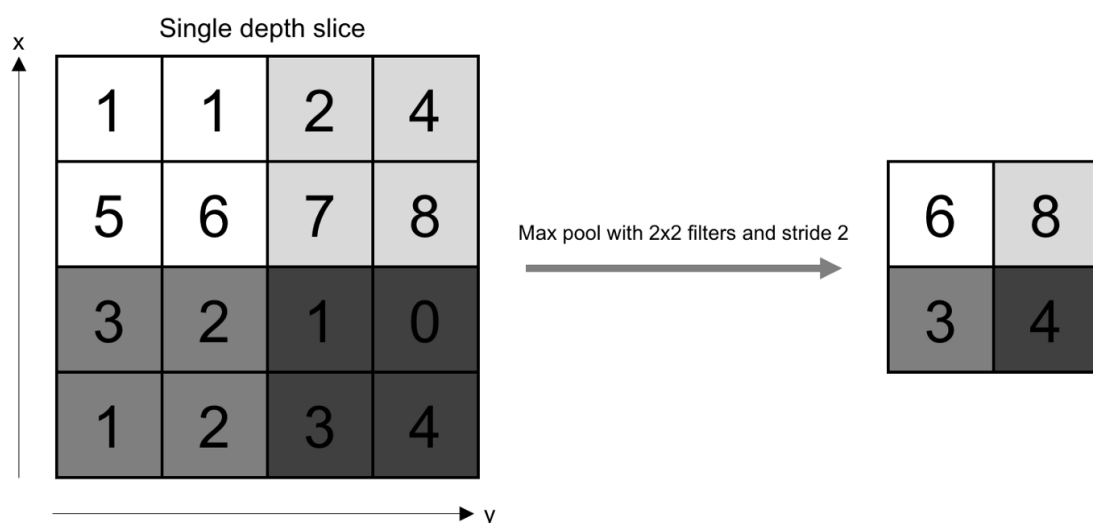 Single depth slice
x
1 1 2 4
5 6 7 8
3 2 1 0
1 2 3 4
y
Max pool with 2x2 filters and stride 2
6 8
3 4